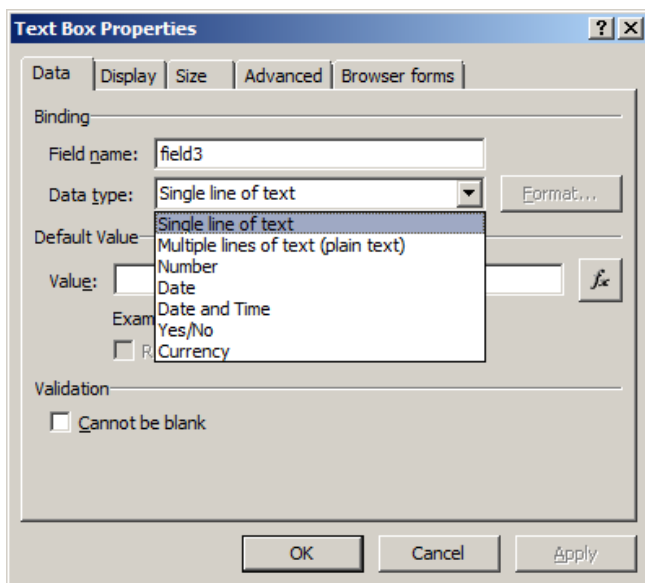 Text Box Properties
Data Display Size Advanced Browser forms
Binding
Field name: field3
Data type: Single line of text Format...
Single line of text
Multiple lines of text (plain text)
Number
Date
Date and Time
Yes/No
Currency
Default Value
Value: fx
Exam
R
Validation
Cannot be blank
OK Cancel Apply